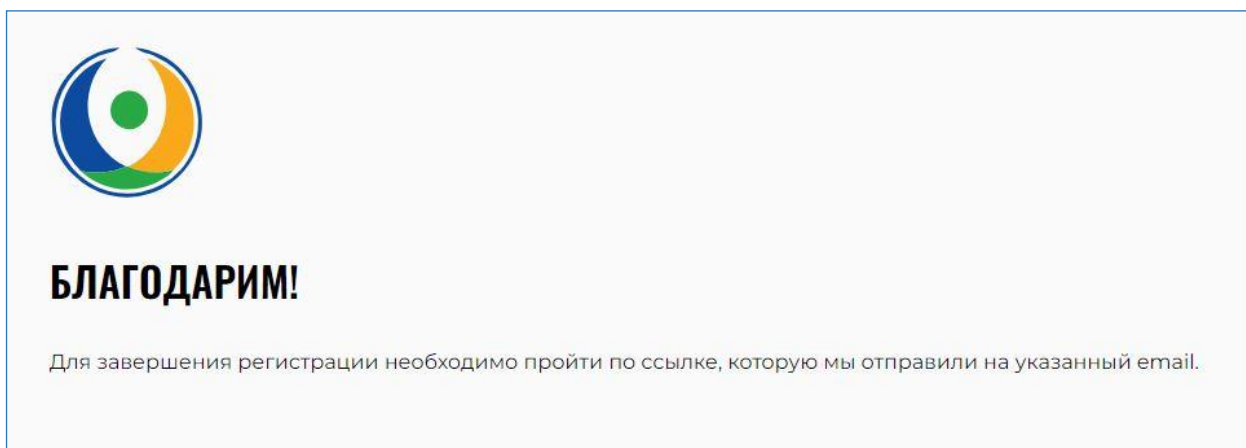 БЛАГОДАРИМ!
Для завершения регистрации необходимо пройти по ссылке, которую мы отправили на указанный email.